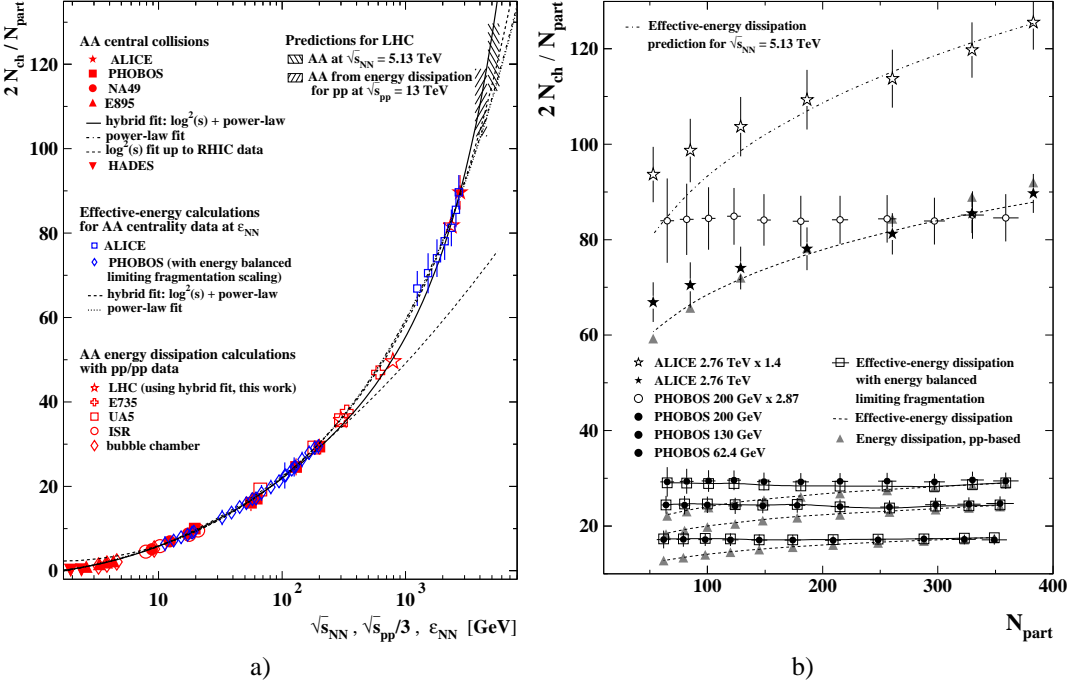 2 N_ch / N_part
120
100
80
60
40
20
0
10
10²
10³
√s_NN , √s_pp/3 , ε_NN [GeV]
AA central collisions
ALICE
PHOBOS
NA49
E895
hybrid fit: log²(s) + power-law
power-law fit
log²(s) fit up to RHIC data
HADES
Predictions for LHC
AA at √s_NN = 5.13 TeV
AA from energy dissipation
for pp at √s_pp = 13 TeV
Effective-energy calculations
for AA centrality data at ε_NN
ALICE
PHOBOS (with energy balanced
limiting fragmentation scaling)
hybrid fit: log²(s) + power-law
power-law fit
AA energy dissipation calculations
with pp/pp data
LHC (using hybrid fit, this work)
E735
UA5
ISR
bubble chamber
a)
2 N_ch / N_part
120
100
80
60
40
20
100
200
300
400
N_part
Effective-energy dissipation
prediction for √s_NN = 5.13 TeV
ALICE 2.76 TeV x 1.4
ALICE 2.76 TeV
PHOBOS 200 GeV x 2.87
PHOBOS 200 GeV
PHOBOS 130 GeV
PHOBOS 62.4 GeV
Effective-energy dissipation
with energy balanced
limiting fragmentation
Effective-energy dissipation
Energy dissipation, pp-based
b)